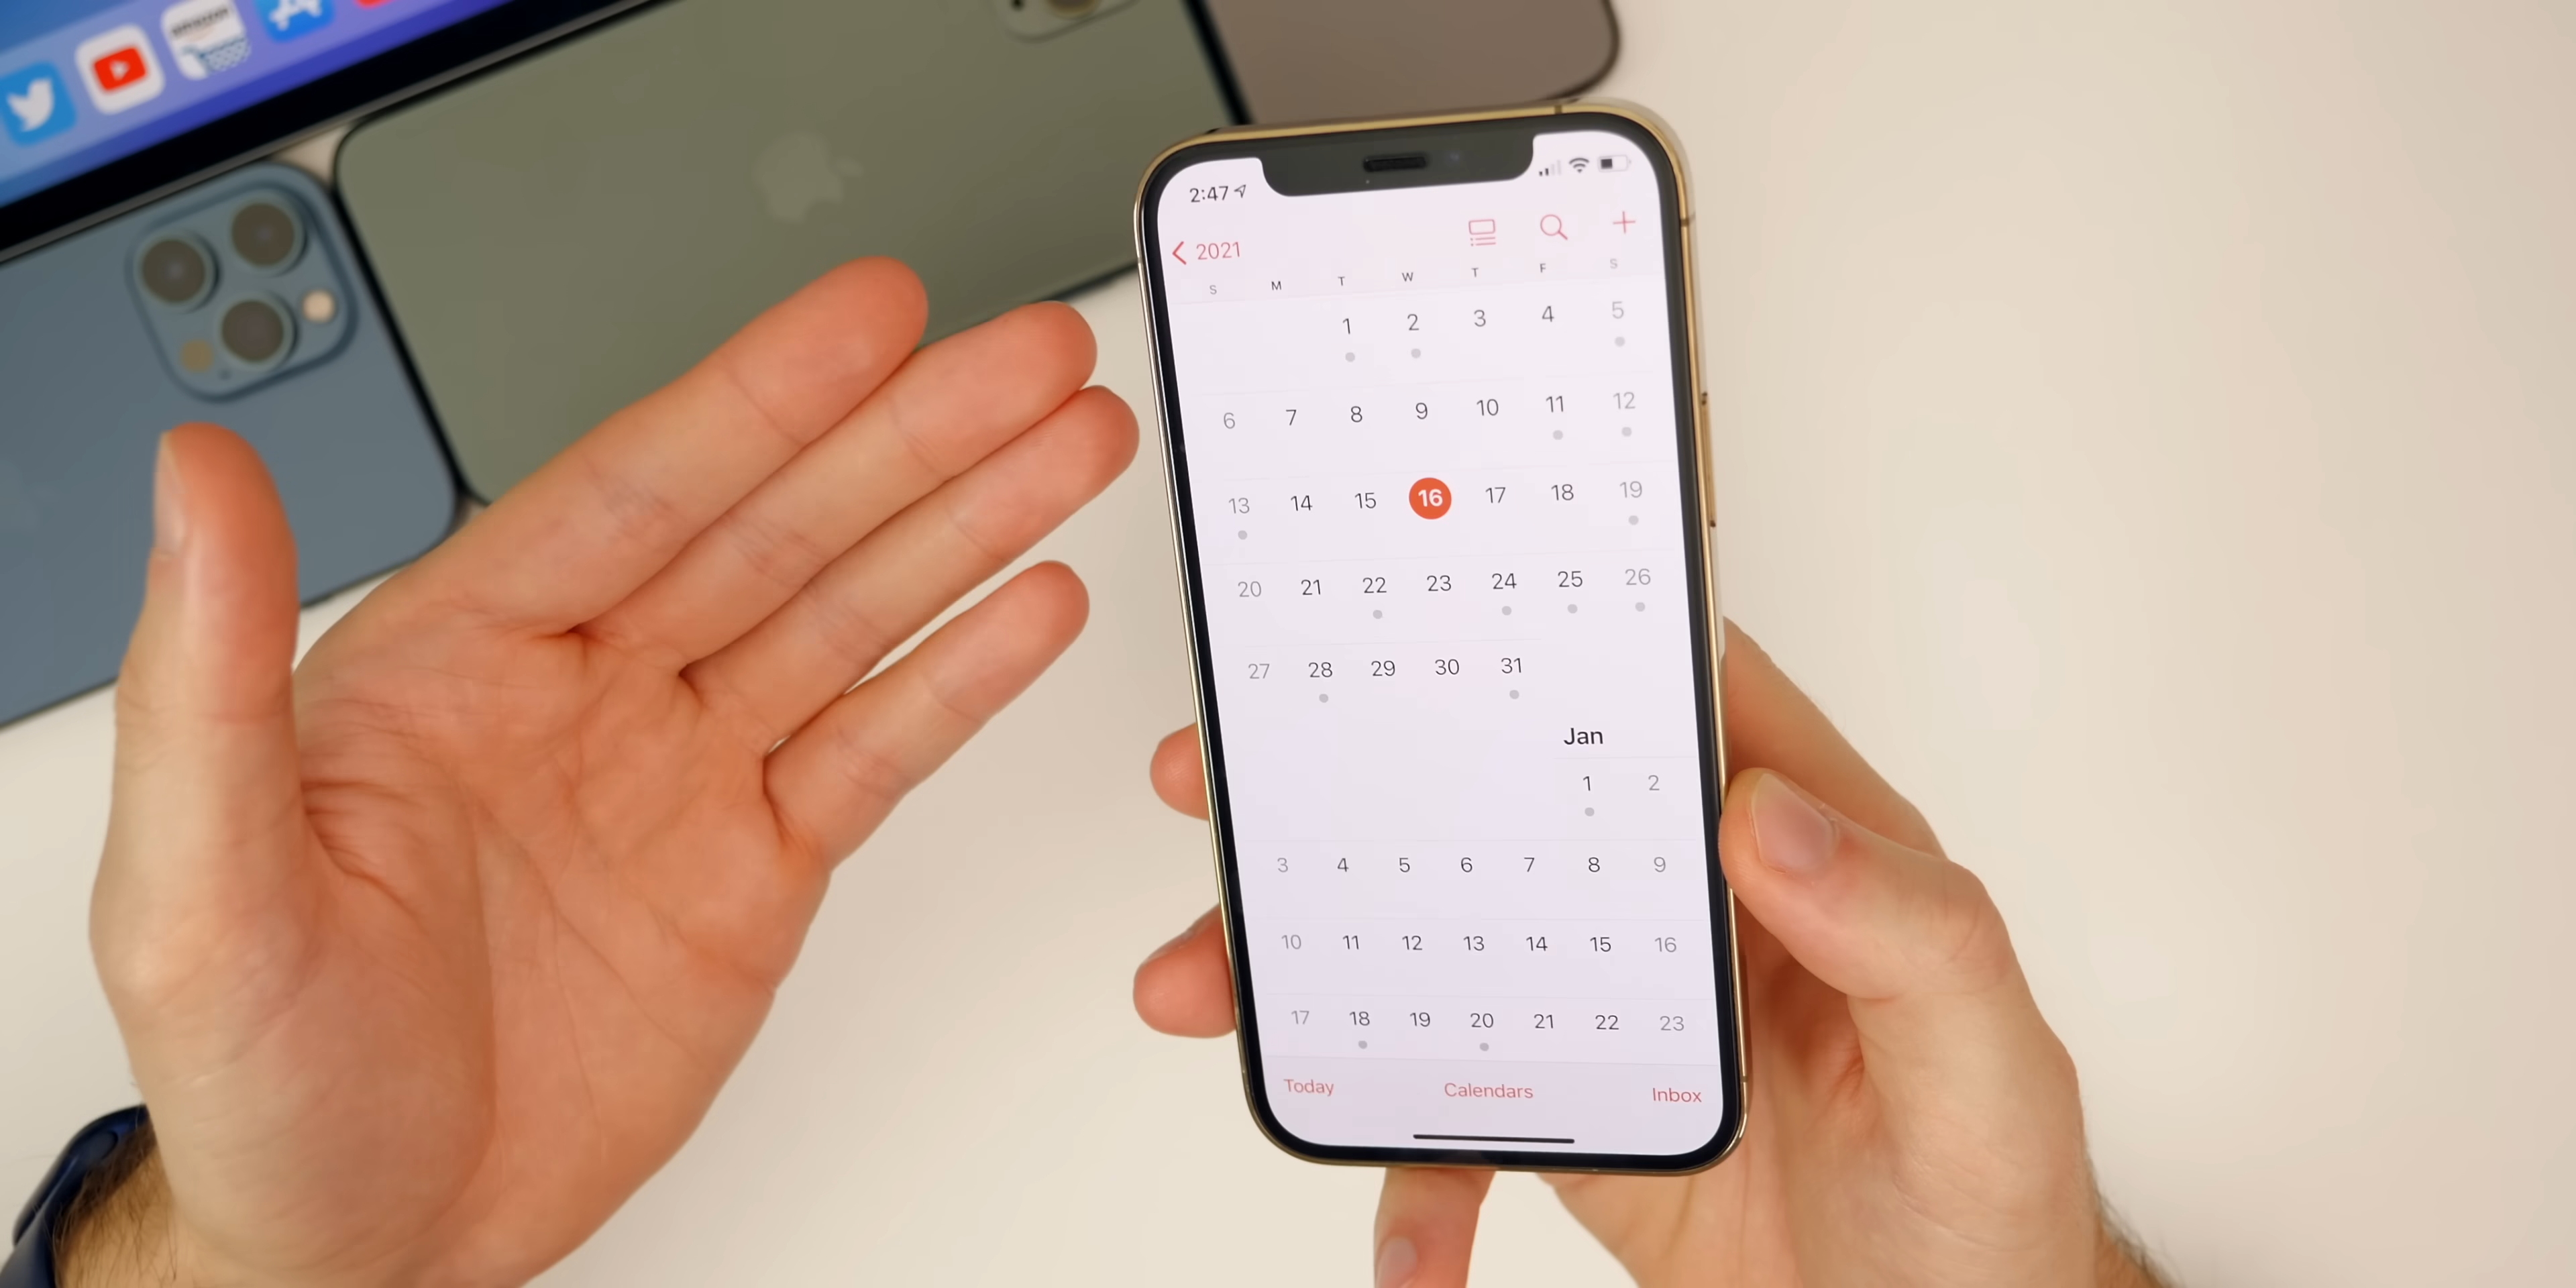 amazon
2:47
2021
S M T W T F S
1 2 3 4 5
6 7 8 9 10 11 12
13 14 15 16 17 18 19
20 21 22 23 24 25 26
27 28 29 30 31
Jan
1 2
3 4 5 6 7 8 9
10 11 12 13 14 15 16
17 18 19 20 21 22 23
Today Calendars Inbox